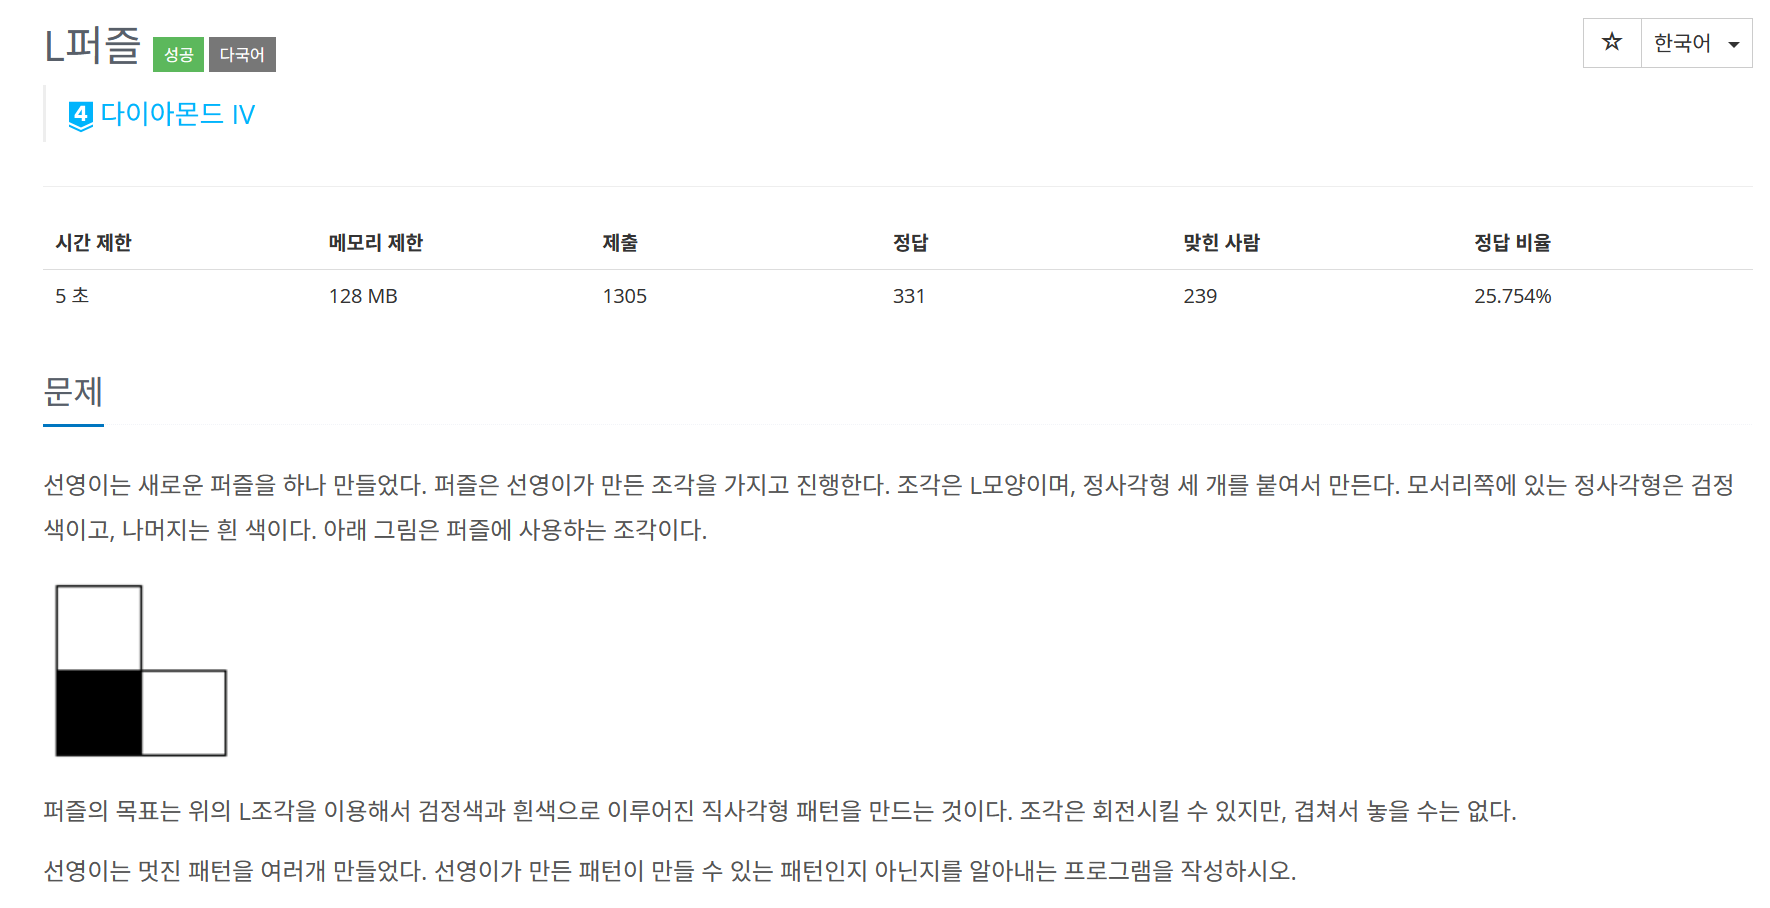 L퍼즐 성공 다국어
☆ 한국어
4 다이아몬드 IV
시간 제한 메모리 제한 제출 정답 맞힌 사람 정답 비율
5 초 128 MB 1305 331 239 25.754%
문제
선영이는 새로운 퍼즐을 하나 만들었다. 퍼즐은 선영이가 만든 조각을 가지고 진행한다. 조각은 L모양이며, 정사각형 세 개를 붙여서 만든다. 모서리쪽에 있는 정사각형은 검정
색이고, 나머지는 흰 색이다. 아래 그림은 퍼즐에 사용하는 조각이다.
퍼즐의 목표는 위의 L조각을 이용해서 검정색과 흰색으로 이루어진 직사각형 패턴을 만드는 것이다. 조각은 회전시킬 수 있지만, 겹쳐서 놓을 수는 없다.
선영이는 멋진 패턴을 여러개 만들었다. 선영이가 만든 패턴이 만들 수 있는 패턴인지 아닌지를 알아내는 프로그램을 작성하시오.